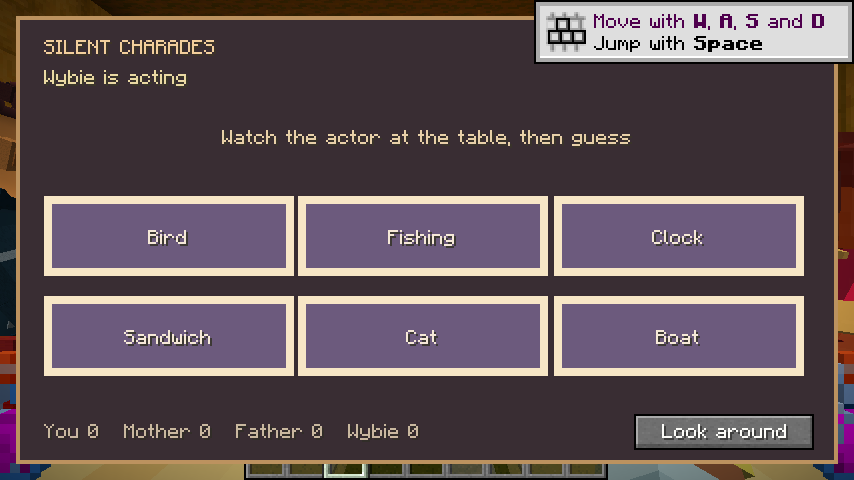 Move with W, A, S and D
Jump with Space
SILENT CHARADES
Wybie is acting
Watch the actor at the table, then guess
Bird
Fishing
Clock
Sandwich
Cat
Boat
You 0 Mother 0 Father 0 Wybie 0
Look around